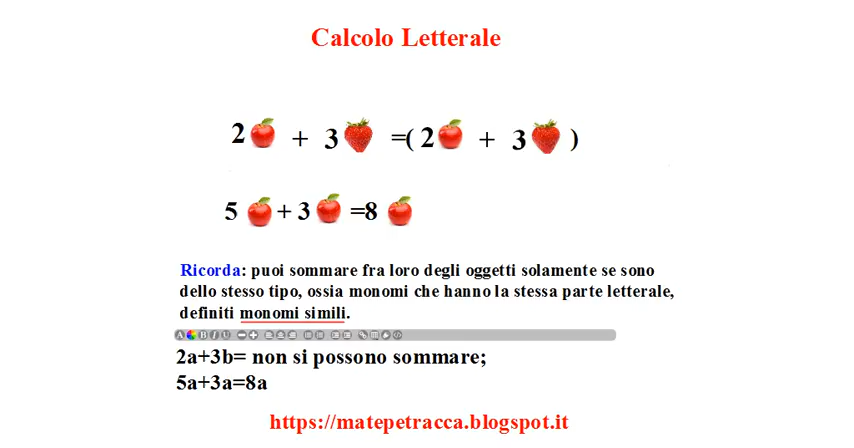 Calcolo Letterale
2 + 3 =( 2 + 3 )
5 + 3 =8
Ricorda: puoi sommare fra loro degli oggetti solamente se sono
dello stesso tipo, ossia monomi che hanno la stessa parte letterale,
definiti monomi simili.
2a+3b= non si possono sommare;
5a+3a=8a
https://matepetracca.blogspot.it